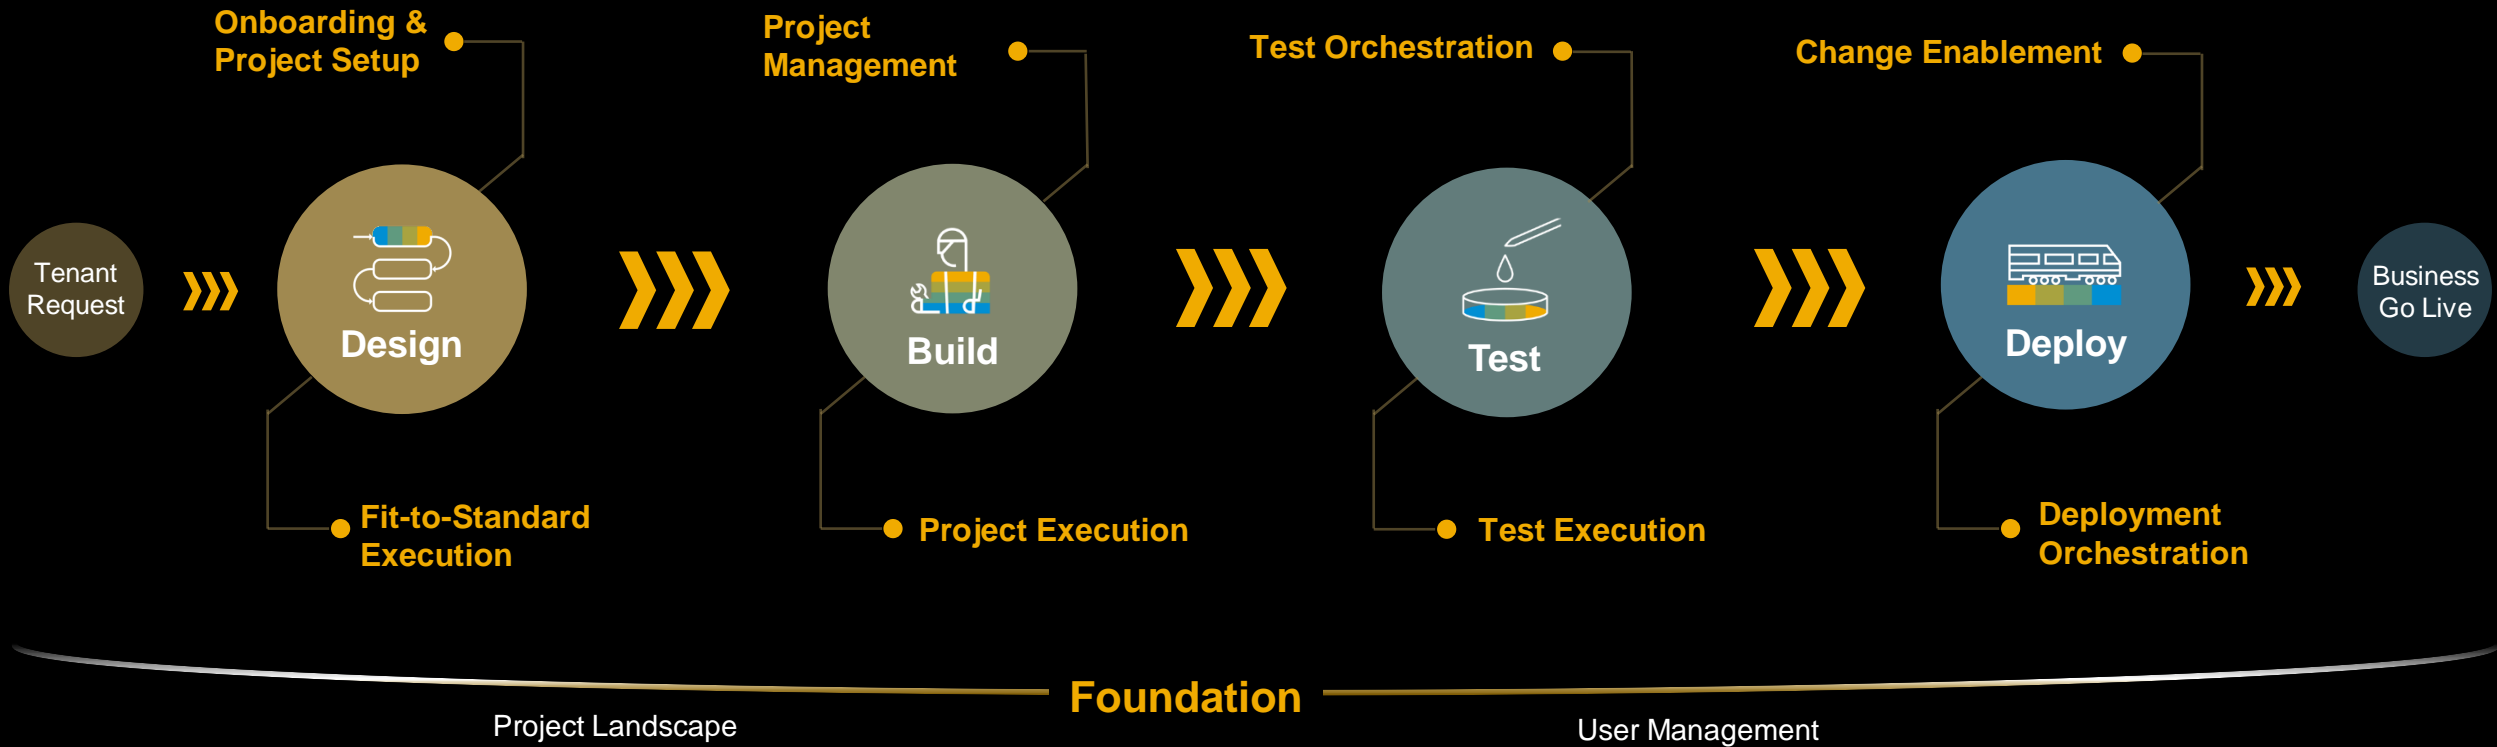 Onboarding &
Project Setup
Project
Management
Test Orchestration
Change Enablement
Tenant
Request
Design
Build
Test
Deploy
Business
Go Live
Fit-to-Standard
Execution
Project Execution
Test Execution
Deployment
Orchestration
Foundation
Project Landscape
User Management